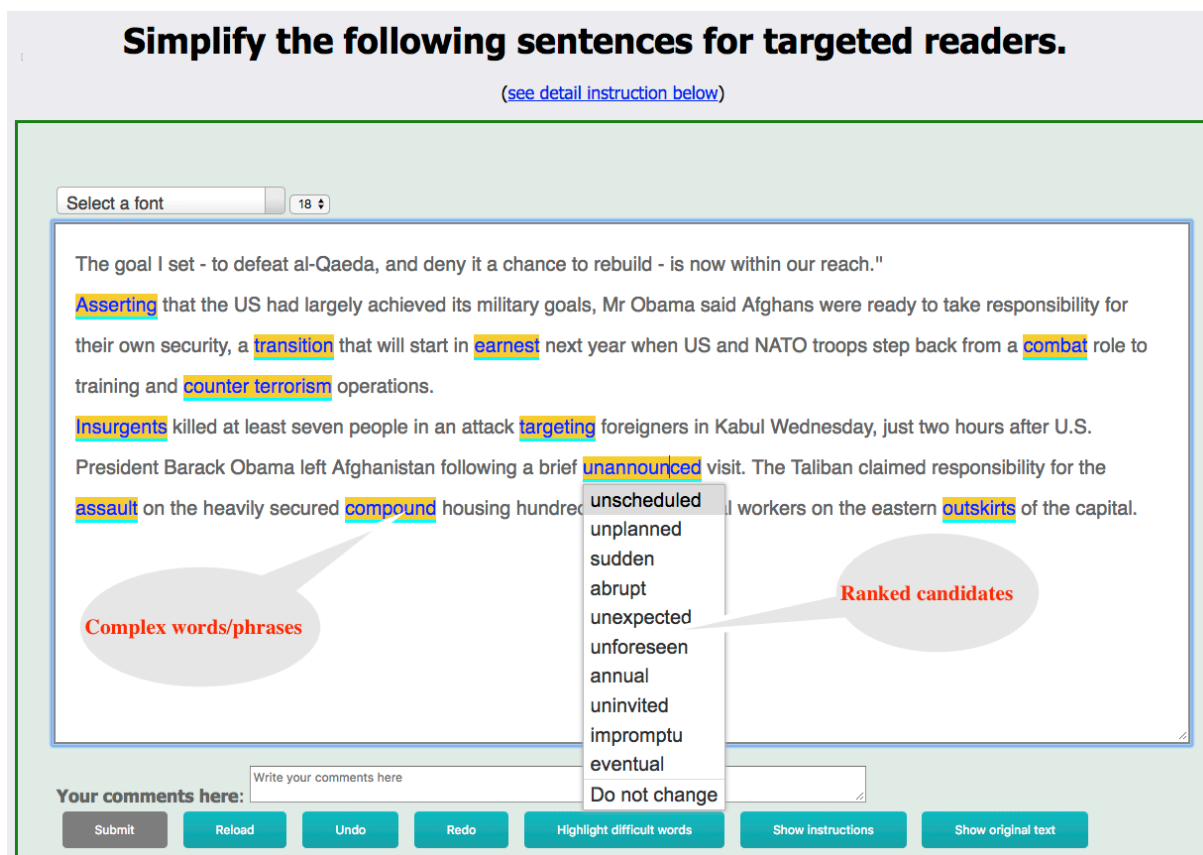 Simplify the following sentences for targeted readers.
(see detail instruction below)
Select a font
18
The goal I set - to defeat al-Qaeda, and deny it a chance to rebuild - is now within our reach."
Asserting that the US had largely achieved its military goals, Mr Obama said Afghans were ready to take responsibility for
their own security, a transition that will start in earnest next year when US and NATO troops step back from a combat role to
training and counter terrorism operations.
Insurgents killed at least seven people in an attack targeting foreigners in Kabul Wednesday, just two hours after U.S.
President Barack Obama left Afghanistan following a brief unannounced visit. The Taliban claimed responsibility for the
assault on the heavily secured compound housing workers on the eastern outskirts of the capital.
unscheduled
unplanned
sudden
abrupt
unexpected
unforeseen
annual
uninvited
impromptu
eventual
Do not change
Complex words/phrases
Ranked candidates
Your comments here:
Write your comments here
Submit
Reload
Undo
Redo
Highlight difficult words
Show instructions
Show original text